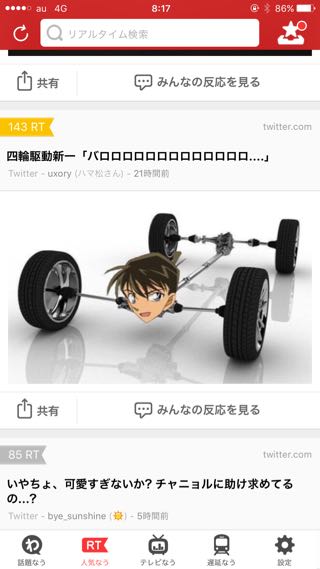 au 4G 8:17 86%
リアルタイム検索
共有 みんなの反応を見る
143 RT twitter.com
四輪駆動新一「バロロロロロロロロロロロロロ....」
Twitter - uxory (ハマ松さん) - 21時間前
共有 みんなの反応を見る
85 RT twitter.com
いやちょ、可愛すぎないか? チャニョルに助け求めてる
の...?
Twitter - bye_sunshine (☀) - 5時間前
わ RT
話題なう 人気なう テレビなう 遅延なう 設定